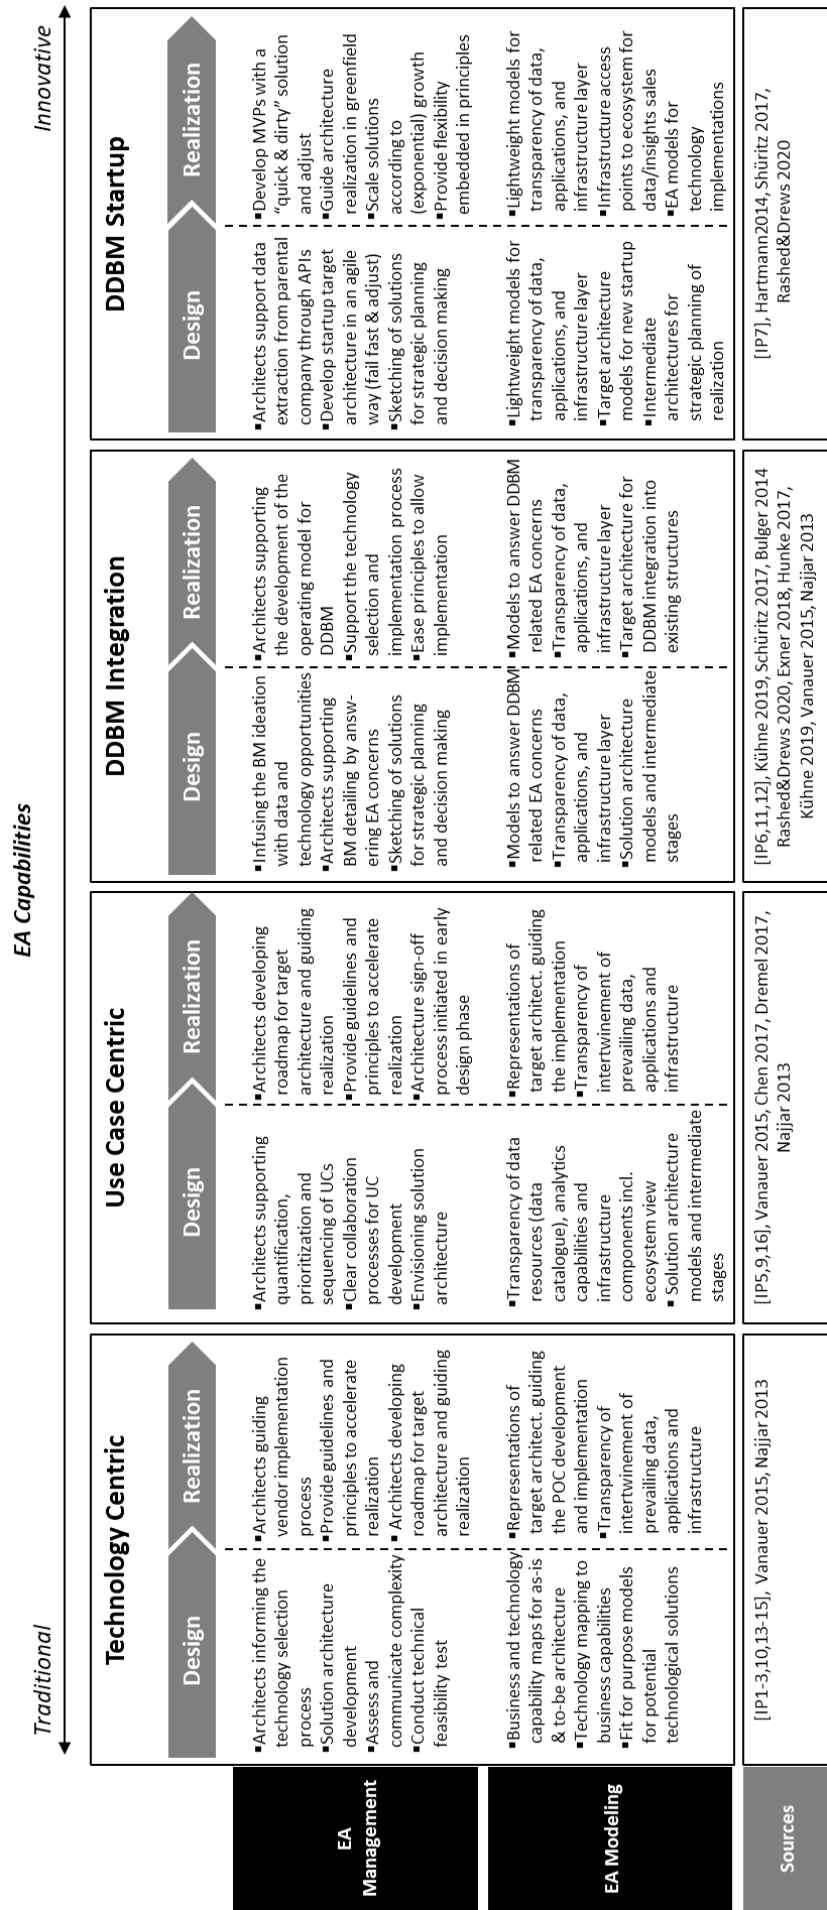 EA Capabilities
Traditional
Innovative
Technology Centric
Use Case Centric
DDBM Integration
DDBM Startup
Design
Realization
Design
Realization
Design
Realization
Design
Realization
EA
Management
▪Architects informing the
technology selection
process
▪Solution architecture
development
▪Assess and
communicate complexity
▪Conduct technical
feasibility test
▪Architects guiding
vendor implementation
process
▪Provide guidelines and
principles to accelerate
realization
▪ Architects developing
roadmap for target
architecture and guiding
realization
▪Architects supporting
quantification,
prioritization and
sequencing of UCs
▪Clear collaboration
processes for UC
development
▪Envisioning solution
architecture
▪Architects developing
roadmap for target
architecture and guiding
realization
▪Provide guidelines and
principles to accelerate
realization
▪Architecture sign-off
process initiated in early
design phase
▪Infusing the BM ideation
with data and
technology opportunities
▪Architects supporting
BM detailing by answ-
ering EA concerns
▪Sketching of solutions
for strategic planning
and decision making
▪Architects supporting
the development of the
operating model for
DDBM
▪Support the technology
selection and
implementation process
▪Ease principles to allow
implementation
▪Architects support data
extraction from parental
company through APIs
▪Develop startup target
architecture in an agile
way (fail fast & adjust)
▪Sketching of solutions
for strategic planning
and decision making
▪Develop MVPs with a
“quick & dirty” solution
and adjust
▪Guide architecture
realization in greenfield
▪Scale solutions
according to
(exponential) growth
▪Provide flexibility
embedded in principles
EA Modeling
▪Business and technology
capability maps for as-is
& to-be architecture
▪Technology mapping to
business capabilities
▪Fit for purpose models
for potential
technological solutions
▪Representations of
target architect. guiding
the POC development
and implementation
▪Transparency of
intertwinement of
prevailing data,
applications and
infrastructure
▪Transparency of data
resources (data
catalogue), analytics
capabilities and
infrastructure
components incl.
ecosystem view
▪ Solution architecture
models and intermediate
stages
▪Representations of
target architect. guiding
the implementation
▪Transparency of
intertwinement of
prevailing data,
applications and
infrastructure
▪Models to answer DDBM
related EA concerns
▪Transparency of data,
applications, and
infrastructure layer
▪Solution architecture
models and intermediate
stages
▪Models to answer DDBM
related EA concerns
▪Transparency of data,
applications, and
infrastructure layer
▪Target architecture for
DDBM integration into
existing structures
▪Lightweight models for
transparency of data,
applications, and
infrastructure layer
▪Target architecture
models for new startup
▪Intermediate
architectures for
strategic planning of
realization
▪Lightweight models for
transparency of data,
applications, and
infrastructure layer
▪Infrastructure access
points to ecosystem for
data/insights sales
▪EA models for
technology
implementations
Sources
[IP1-3,10,13-15], Vanauer 2015, Najjar 2013
[IP5,9,16], Vanauer 2015, Chen 2017, Dremel 2017,
Najjar 2013
[IP6,11,12], Kühne 2019, Schüritz 2017, Bulger 2014
Rashed&Drews 2020, Exner 2018, Hunke 2017,
Kühne 2019, Vanauer 2015, Najjar 2013
[IP7], Hartmann2014, Shüritz 2017,
Rashed&Drews 2020